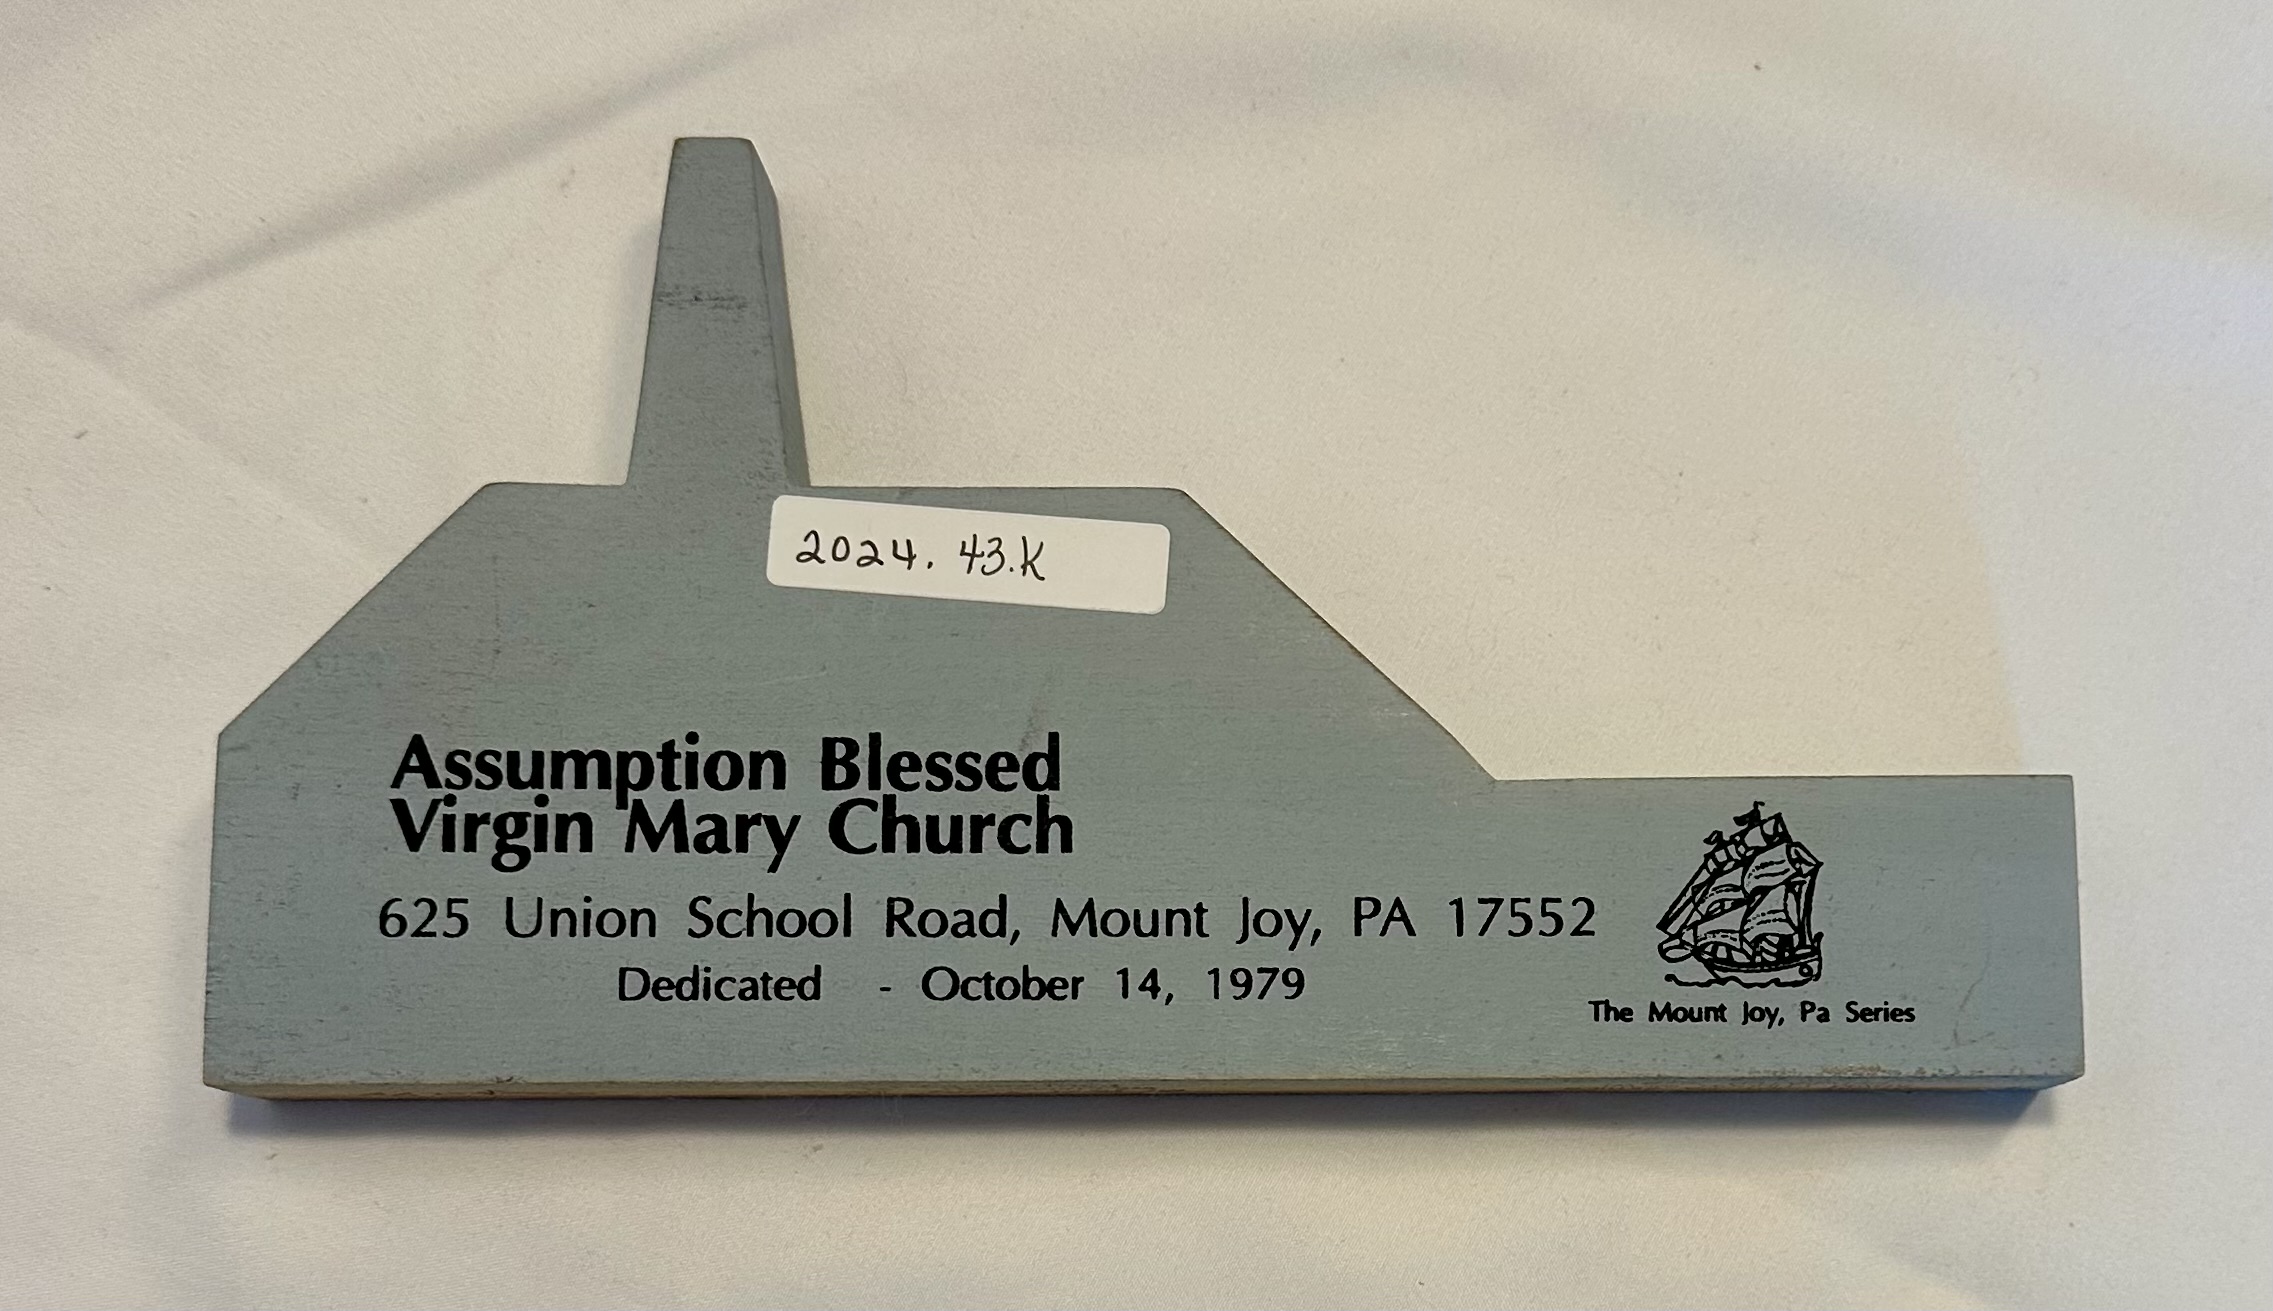 2024. 43.K
Assumption Blessed
Virgin Mary Church
625 Union School Road, Mount Joy, PA 17552
Dedicated - October 14, 1979
The Mount Joy, Pa Series